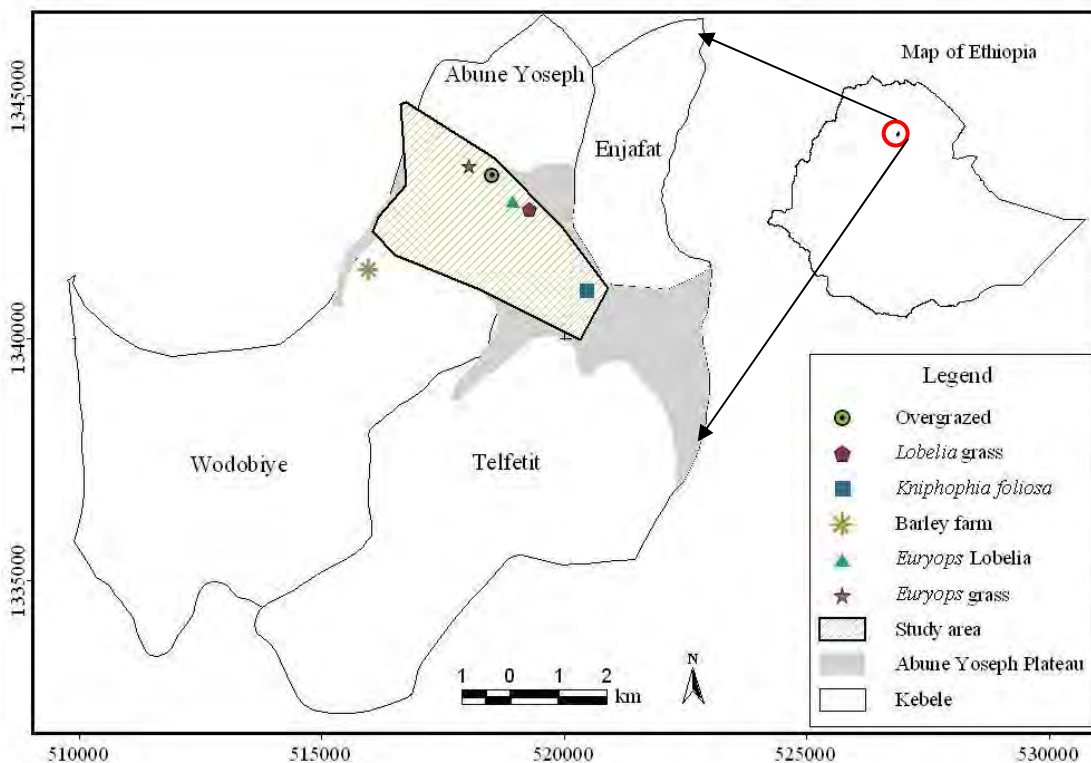 Abune Yoseph
Enjafat
Map of Ethiopia
Wodobiye
Telfetit
Legend
Overgrazed
Lobelia grass
Kniphophia foliosa
Barley farm
Euryops Lobelia
Euryops grass
Study area
Abune Yoseph Plateau
Kebele
1 0 1 2
km
N
1345000
1340000
1335000
510000 515000 520000 525000 530000